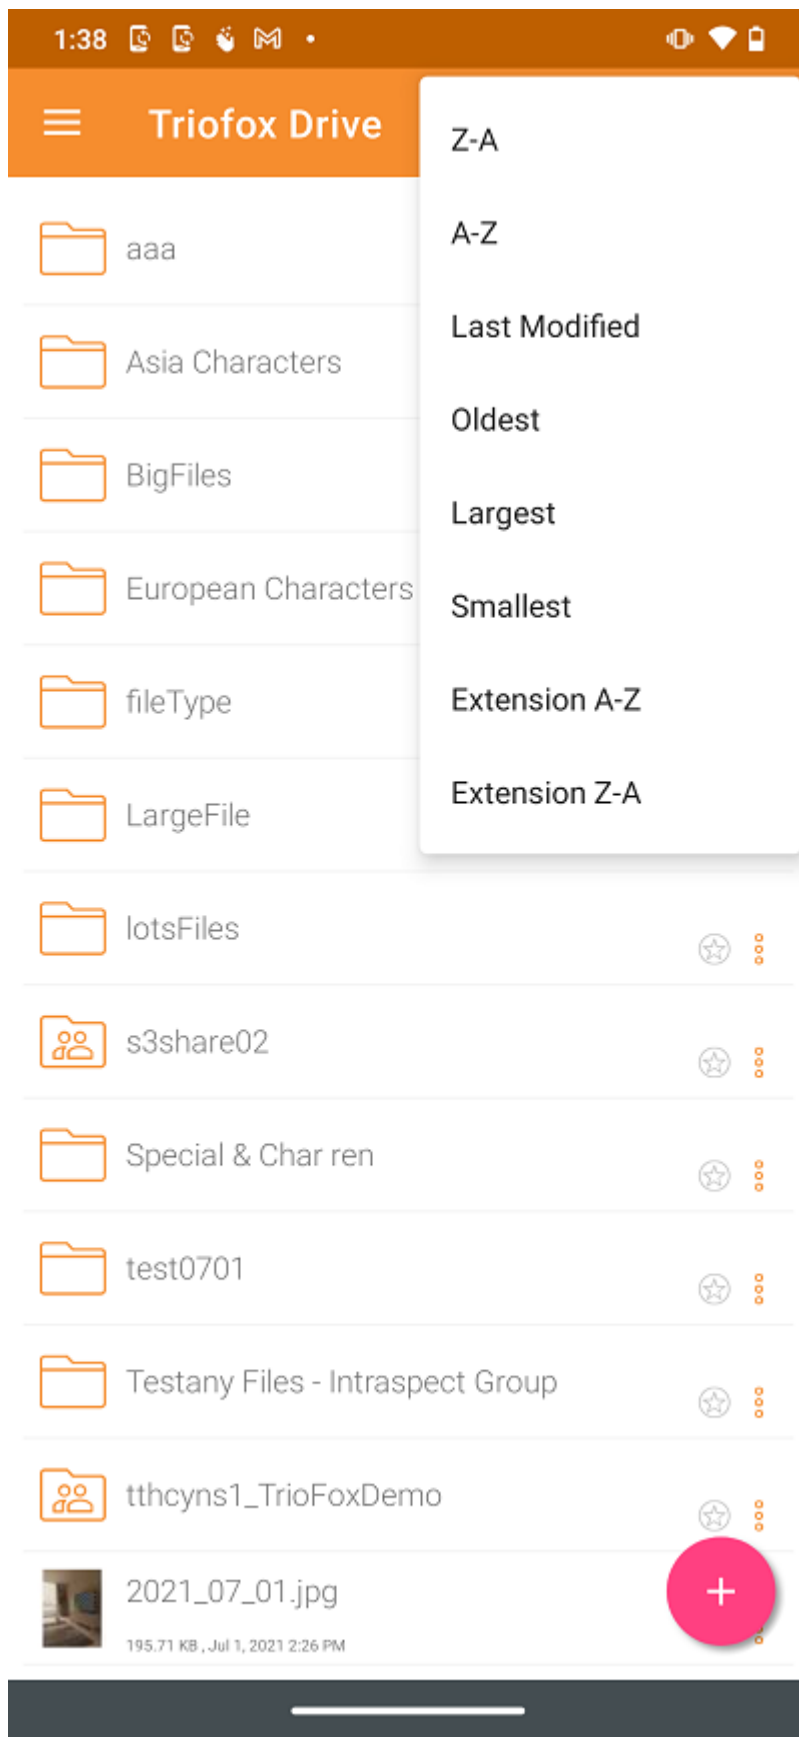 1:38
Triofox Drive
Z-A
A-Z
Last Modified
Oldest
Largest
Smallest
Extension A-Z
Extension Z-A
aaa
Asia Characters
BigFiles
European Characters
fileType
LargeFile
lotsFiles
s3share02
Special & Char ren
test0701
Testany Files - Intraspect Group
tthcyns1_TrioFoxDemo
2021_07_01.jpg
195.71 KB , Jul 1, 2021 2:26 PM